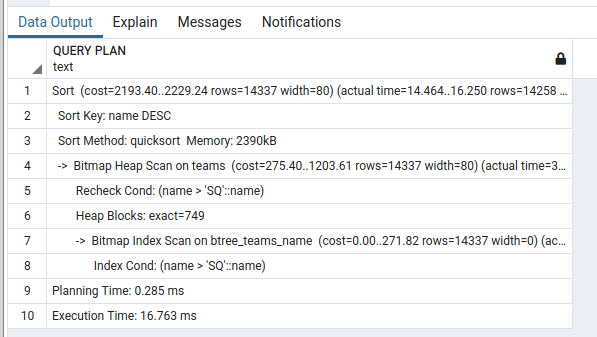 Data Output Explain Messages Notifications
QUERY PLAN
text
1 Sort (cost=2193.40..2229.24 rows=14337 width=80) (actual time=14.464..16.250 rows=14258 ...
2 Sort Key: name DESC
3 Sort Method: quicksort Memory: 2390kB
4 -> Bitmap Heap Scan on teams (cost=275.40..1203.61 rows=14337 width=80) (actual time=3...
5 Recheck Cond: (name > 'SQ'::name)
6 Heap Blocks: exact=749
7 -> Bitmap Index Scan on btree_teams_name (cost=0.00..271.82 rows=14337 width=0) (ac...
8 Index Cond: (name > 'SQ'::name)
9 Planning Time: 0.285 ms
10 Execution Time: 16.763 ms